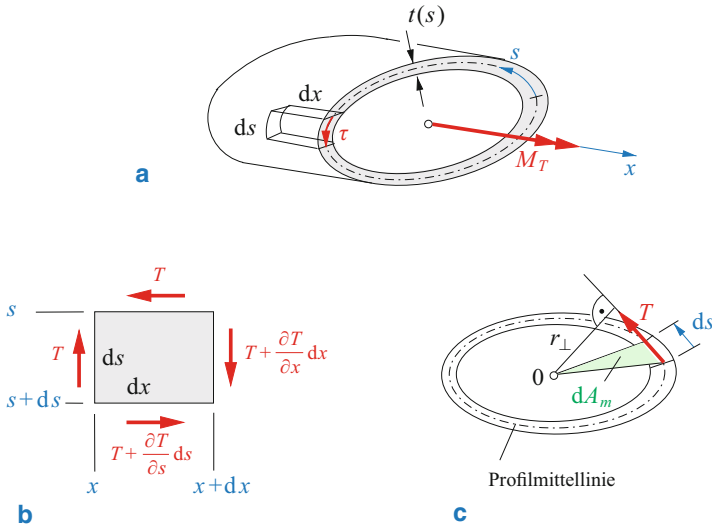 t(s)
s
dx
ds
τ
M_T
x
a
T
s
T
ds
T + ∂T/∂x dx
dx
s + ds
T + ∂T/∂s ds
x
x + dx
b
T
ds
r⊥
0
dA_m
Profilmittellinie
c